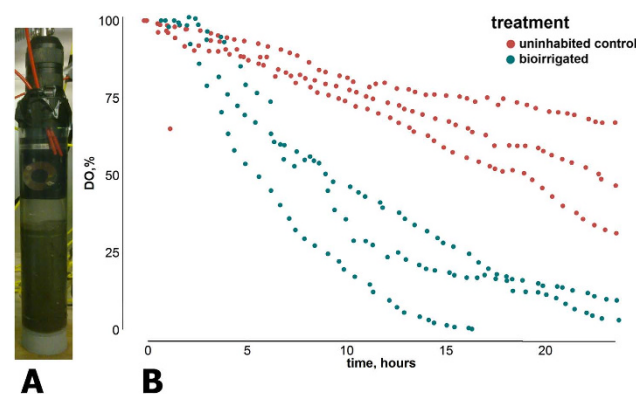 treatment
uninhabited control
bioirrigated
100
75
50
25
0
DO,%
0
5
10
15
20
time, hours
A
B